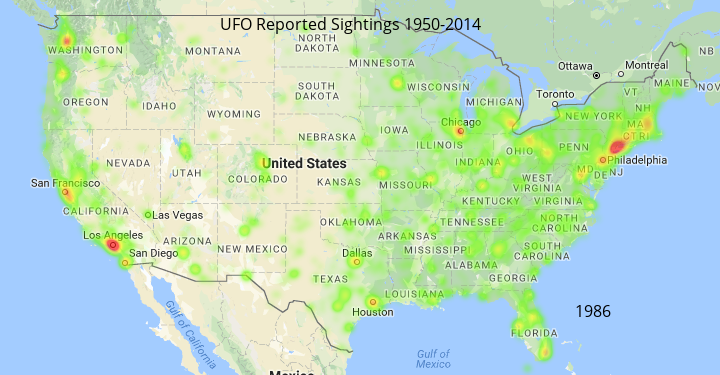 UFO Reported Sightings 1950-2014
WASHINGTON
MONTANA
NORTH
DAKOTA
MINNESOTA
Ottawa
Montreal
NB
MAINE
NOV
OREGON
IDAHO
WYOMING
SOUTH
DAKOTA
WISCONSIN
MICHIGAN
Toronto
VT
NH
NEW YORK
MA
CT RI
NEBRASKA
IOWA
Chicago
ILLINOIS
INDIANA
OHIO
PENN
Philadelphia
MD
DE
NJ
NEVADA
UTAH
COLORADO
United States
KANSAS
MISSOURI
WEST
VIRGINIA
KENTUCKY
VIRGINIA
San Francisco
CALIFORNIA
Las Vegas
Los Angeles
San Diego
ARIZONA
NEW MEXICO
OKLAHOMA
ARKANSAS
TENNESSEE
NORTH
CAROLINA
Dallas
MISSISSIPPI
ALABAMA
SOUTH
CAROLINA
GEORGIA
TEXAS
LOUISIANA
Houston
1986
FLORIDA
Gulf of
California
Gulf of
Mexico
Mexico